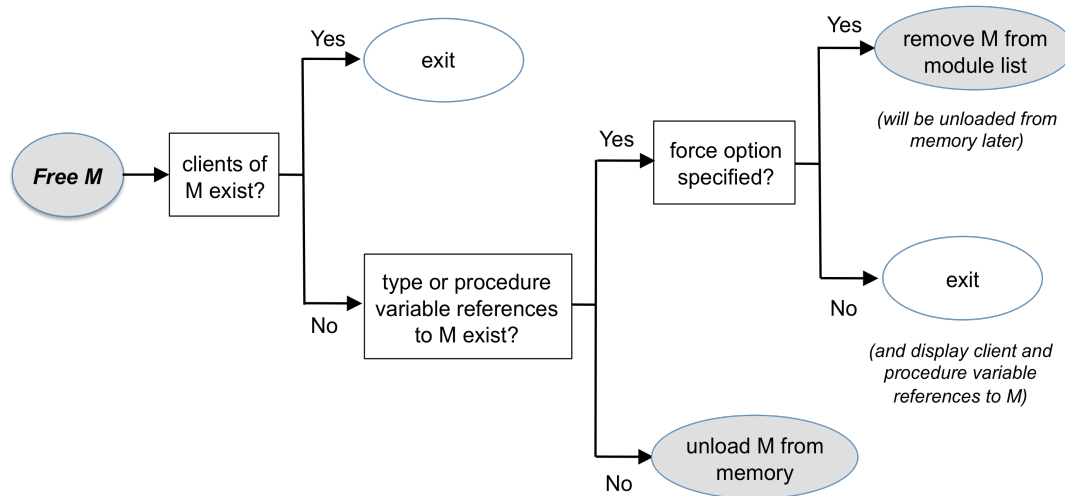 Free M
clients of
M exist?
Yes
exit
No
type or procedure
variable references
to M exist?
Yes
force option
specified?
Yes
remove M from
module list
(will be unloaded from
memory later)
No
exit
(and display client and
procedure variable
references to M)
No
unload M from
memory